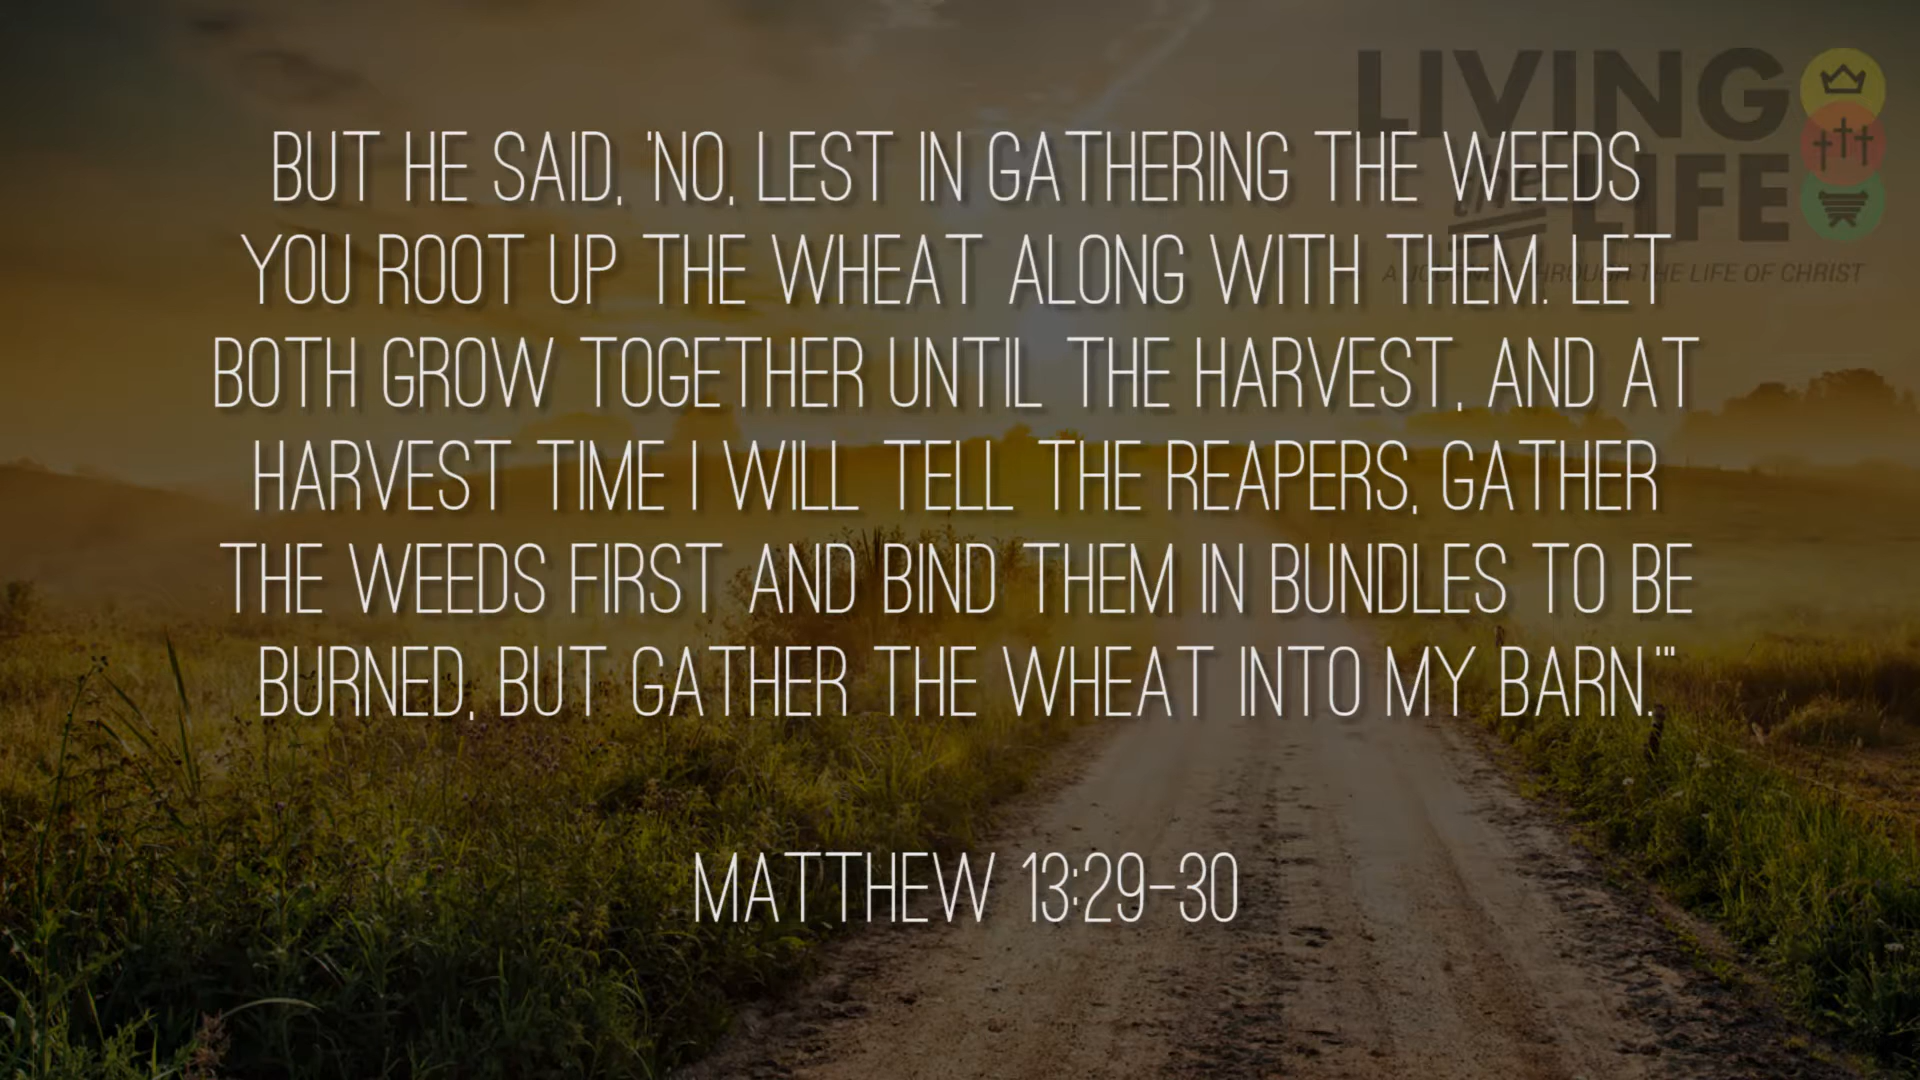 LIVING
the LIFE
A JOURNEY THROUGH THE LIFE OF CHRIST
BUT HE SAID, 'NO, LEST IN GATHERING THE WEEDS
YOU ROOT UP THE WHEAT ALONG WITH THEM. LET
BOTH GROW TOGETHER UNTIL THE HARVEST, AND AT
HARVEST TIME I WILL TELL THE REAPERS, GATHER
THE WEEDS FIRST AND BIND THEM IN BUNDLES TO BE
BURNED, BUT GATHER THE WHEAT INTO MY BARN.'"
MATTHEW 13:29-30